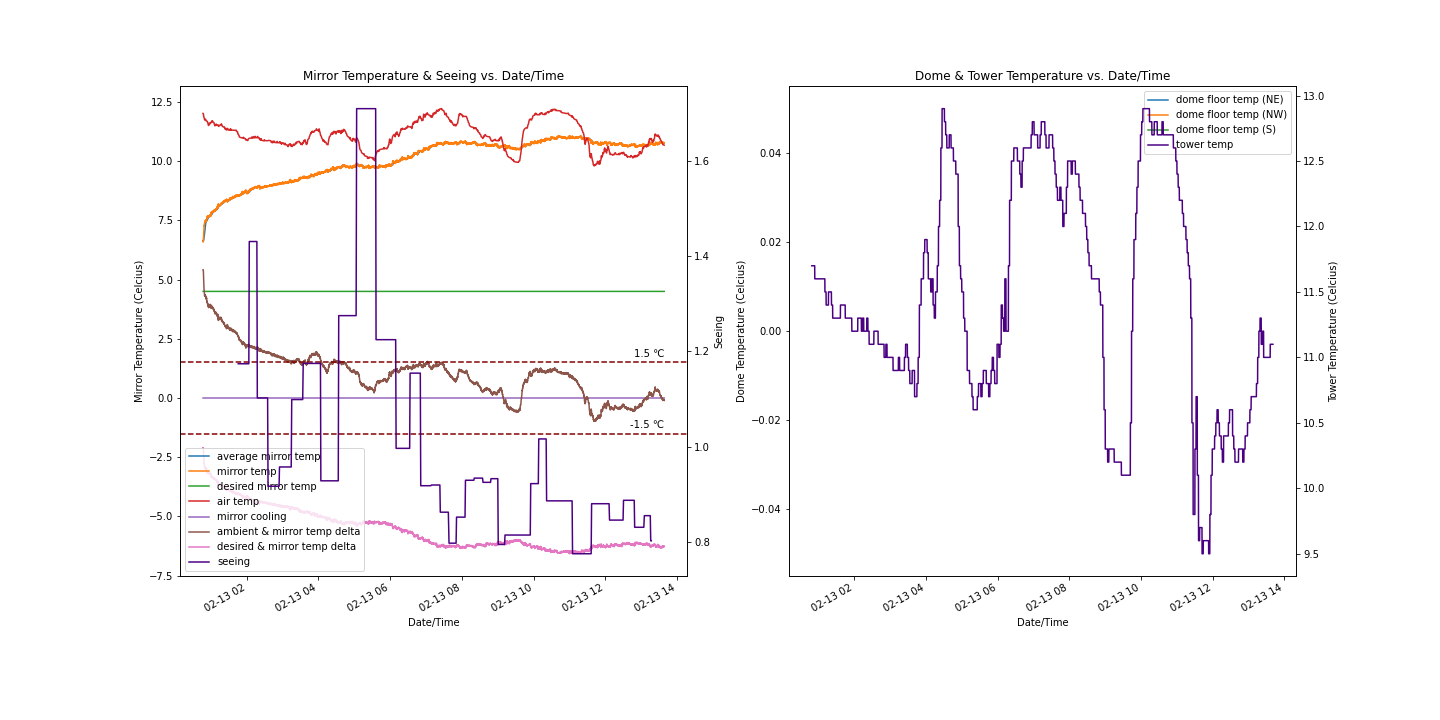 Mirror Temperature & Seeing vs. Date/Time
Mirror Temperature (Celcius)
12.5
10.0
7.5
5.0
2.5
0.0
−2.5
−5.0
−7.5
1.5 °C
-1.5 °C
average mirror temp
mirror temp
desired mirror temp
air temp
mirror cooling
ambient & mirror temp delta
desired & mirror temp delta
seeing
1.6
1.4
1.2
1.0
0.8
Seeing
02-13 02
02-13 04
02-13 06
02-13 08
02-13 10
02-13 12
02-13 14
Date/Time
Dome & Tower Temperature vs. Date/Time
Dome Temperature (Celcius)
0.04
0.02
0.00
−0.02
−0.04
dome floor temp (NE)
dome floor temp (NW)
dome floor temp (S)
tower temp
13.0
12.5
12.0
11.5
11.0
10.5
10.0
9.5
Tower Temperature (Celcius)
02-13 02
02-13 04
02-13 06
02-13 08
02-13 10
02-13 12
02-13 14
Date/Time